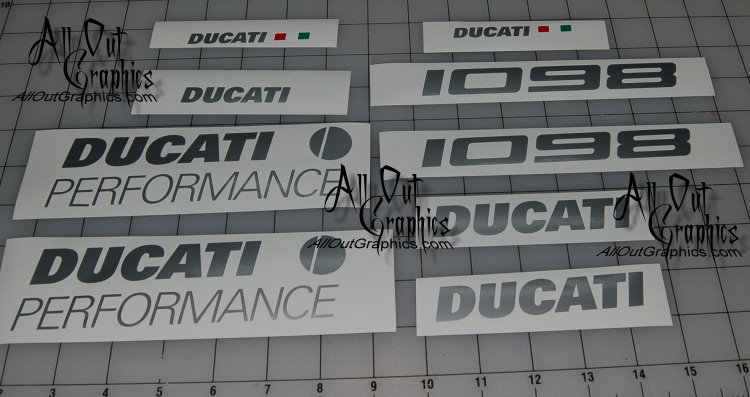 10
All Out
Graphics
AllOutGraphics.com
DUCATI
DUCATI
DUCATI
1098
DUCATI
PERFORMANCE
1098
All Out
Graphics
AllOutGraphics.com
DUCATI
All Out
Graphics
AllOutGraphics.com
DUCATI
PERFORMANCE
DUCATI
2 3 4 5 6 7 8 9 10 11 12 13 14 15 16